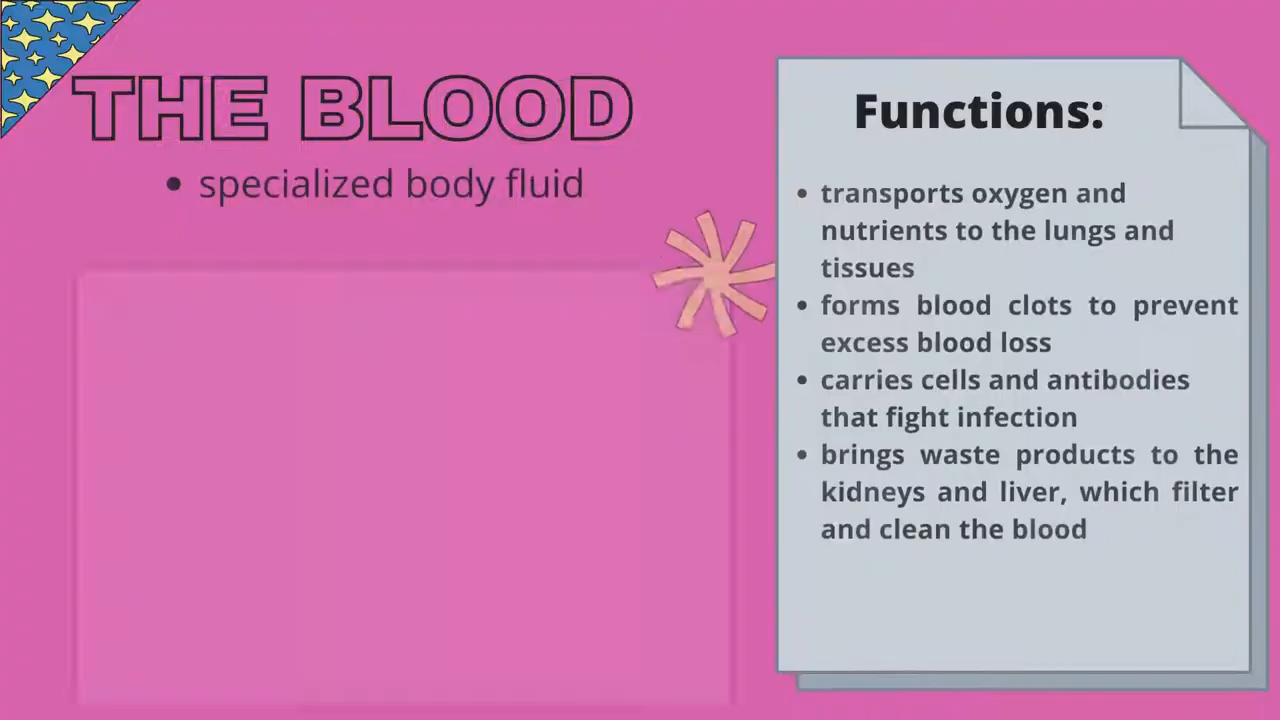 THE BLOOD
• specialized body fluid
Functions:
• transports oxygen and
nutrients to the lungs and
tissues
• forms blood clots to prevent
excess blood loss
• carries cells and antibodies
that fight infection
• brings waste products to the
kidneys and liver, which filter
and clean the blood